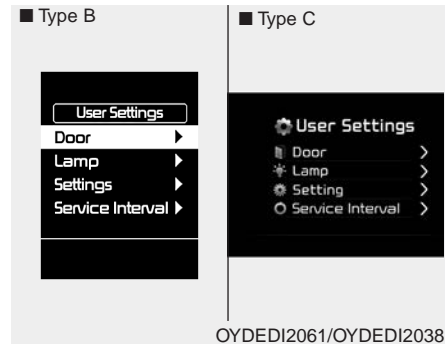 ■ Type B
User Settings
Door
Lamp
Settings
Service Interval
■ Type C
User Settings
Door
Lamp
Setting
Service Interval
OYDEDI2061/OYDEDI2038